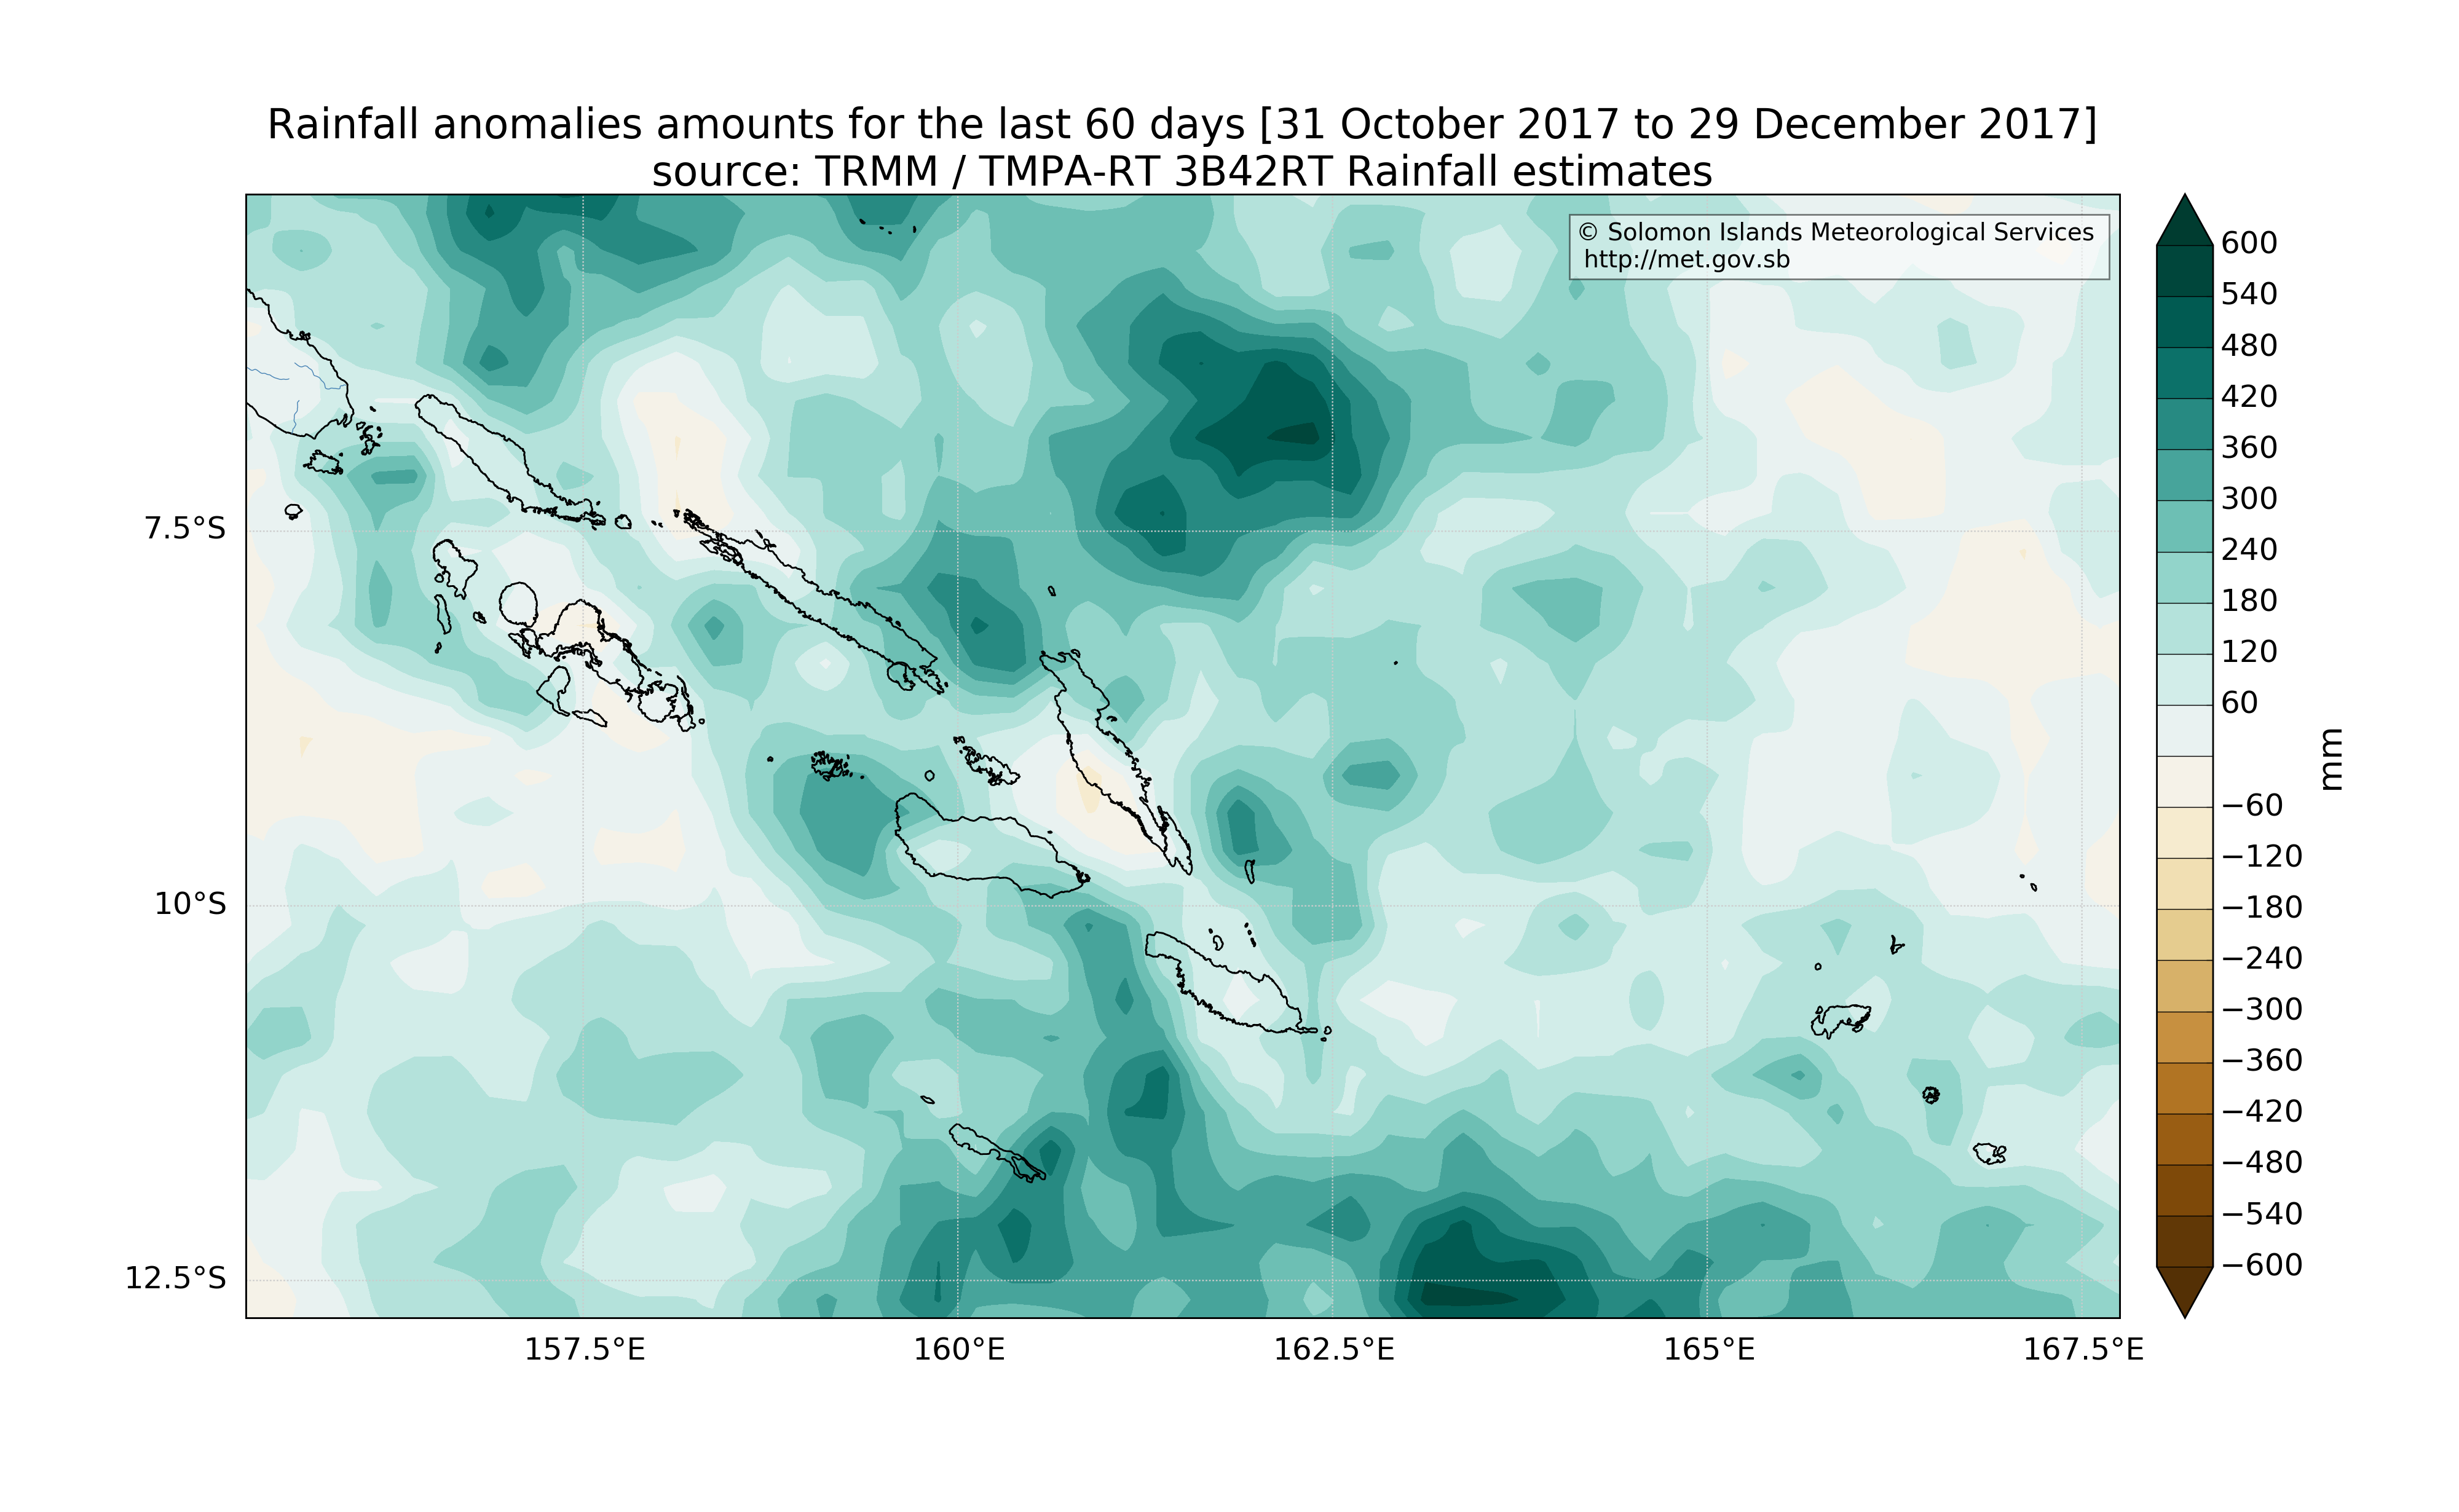 Rainfall anomalies amounts for the last 60 days [31 October 2017 to 29 December 2017]
source: TRMM / TMPA-RT 3B42RT Rainfall estimates
© Solomon Islands Meteorological Services
http://met.gov.sb
7.5°S
10°S
12.5°S
157.5°E
160°E
162.5°E
165°E
167.5°E
600
540
480
420
360
300
240
180
120
60
−60
−120
−180
−240
−300
−360
−420
−480
−540
−600
mm